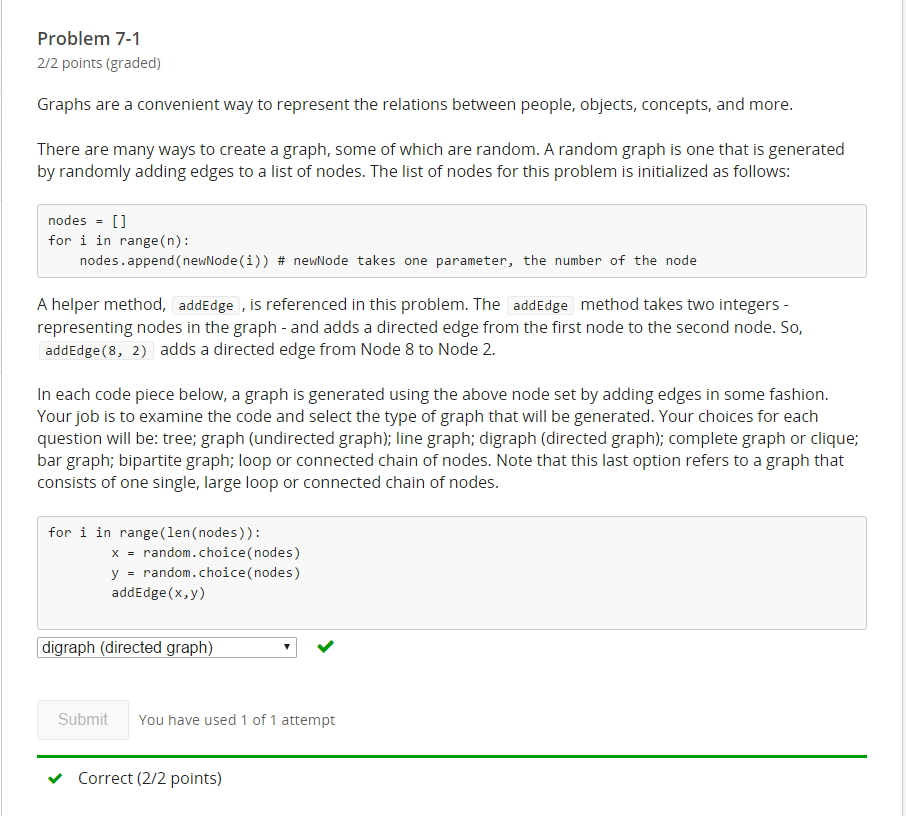 Problem 7-1
2/2 points (graded)
Graphs are a convenient way to represent the relations between people, objects, concepts, and more.
There are many ways to create a graph, some of which are random. A random graph is one that is generated
by randomly adding edges to a list of nodes. The list of nodes for this problem is initialized as follows:
nodes = []
for i in range(n):
    nodes.append(newNode(i)) # newNode takes one parameter, the number of the node
A helper method, addEdge , is referenced in this problem. The addEdge method takes two integers -
representing nodes in the graph - and adds a directed edge from the first node to the second node. So,
addEdge(8, 2) adds a directed edge from Node 8 to Node 2.
In each code piece below, a graph is generated using the above node set by adding edges in some fashion.
Your job is to examine the code and select the type of graph that will be generated. Your choices for each
question will be: tree; graph (undirected graph); line graph; digraph (directed graph); complete graph or clique;
bar graph; bipartite graph; loop or connected chain of nodes. Note that this last option refers to a graph that
consists of one single, large loop or connected chain of nodes.
for i in range(len(nodes)):
        x = random.choice(nodes)
        y = random.choice(nodes)
        addEdge(x,y)
digraph (directed graph)
Submit You have used 1 of 1 attempt
Correct (2/2 points)